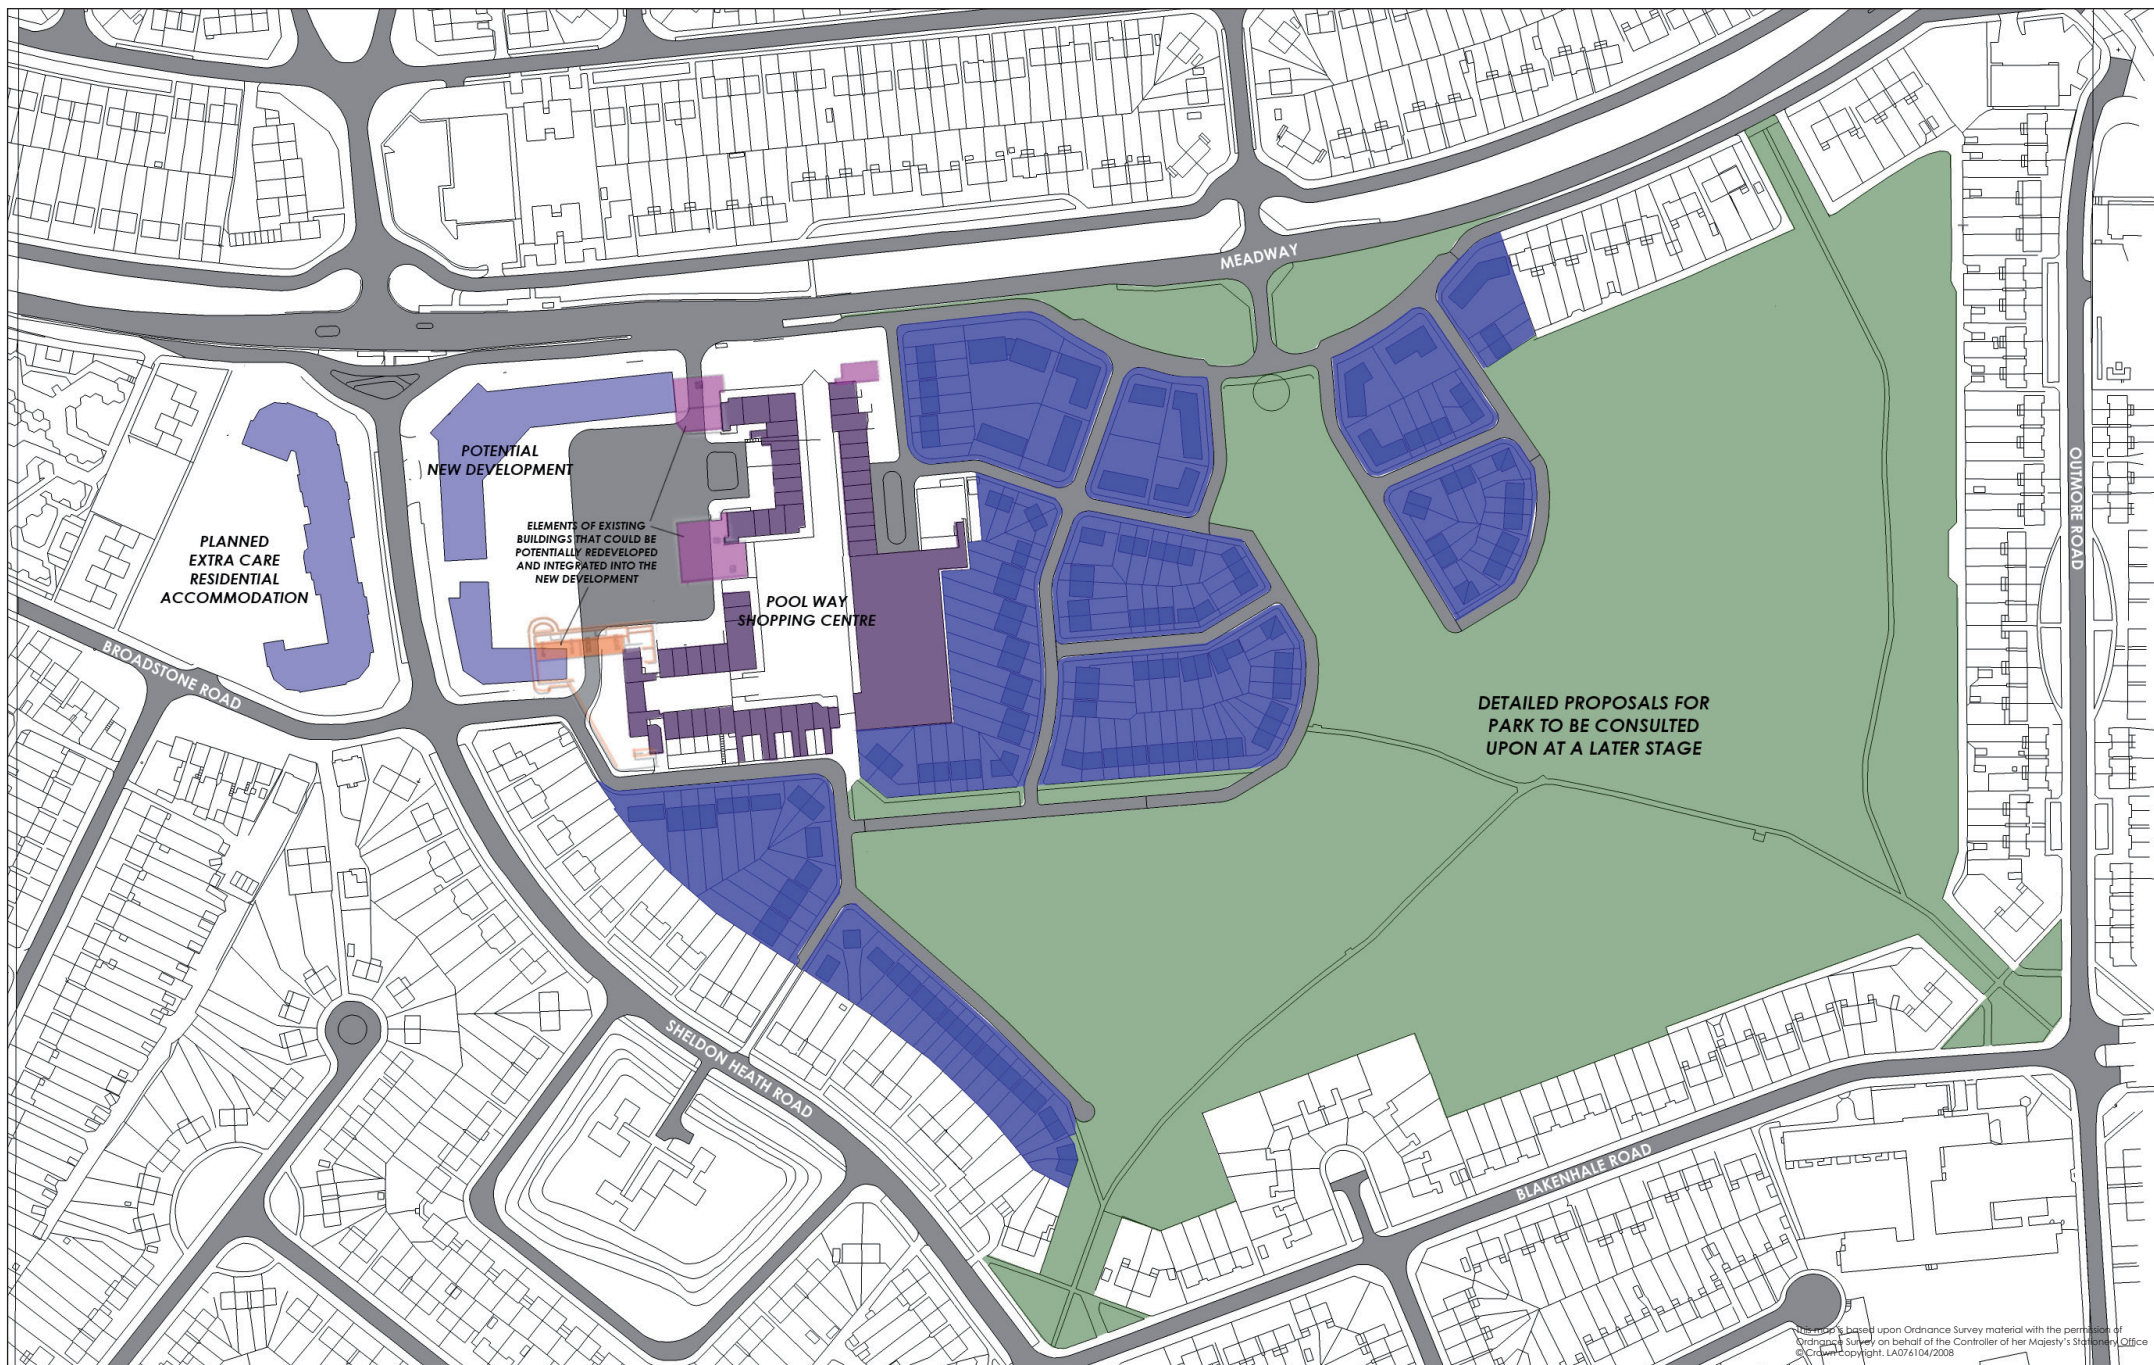 MEADWAY
POTENTIAL
NEW DEVELOPMENT
ELEMENTS OF EXISTING
BUILDINGS THAT COULD BE
POTENTIALLY REDEVELOPED
AND INTEGRATED INTO THE
NEW DEVELOPMENT
PLANNED
EXTRA CARE
RESIDENTIAL
ACCOMMODATION
POOL WAY
SHOPPING CENTRE
OUTMORE ROAD
BROADSTONE ROAD
DETAILED PROPOSALS FOR
PARK TO BE CONSULTED
UPON AT A LATER STAGE
SHELDON HEATH ROAD
BLAKENHALE ROAD
This map is based upon Ordnance Survey material with the permission of
Ordnance Survey on behalf of the Controller of her Majesty's Stationery Office
© Crown copyright. LA076104/2008